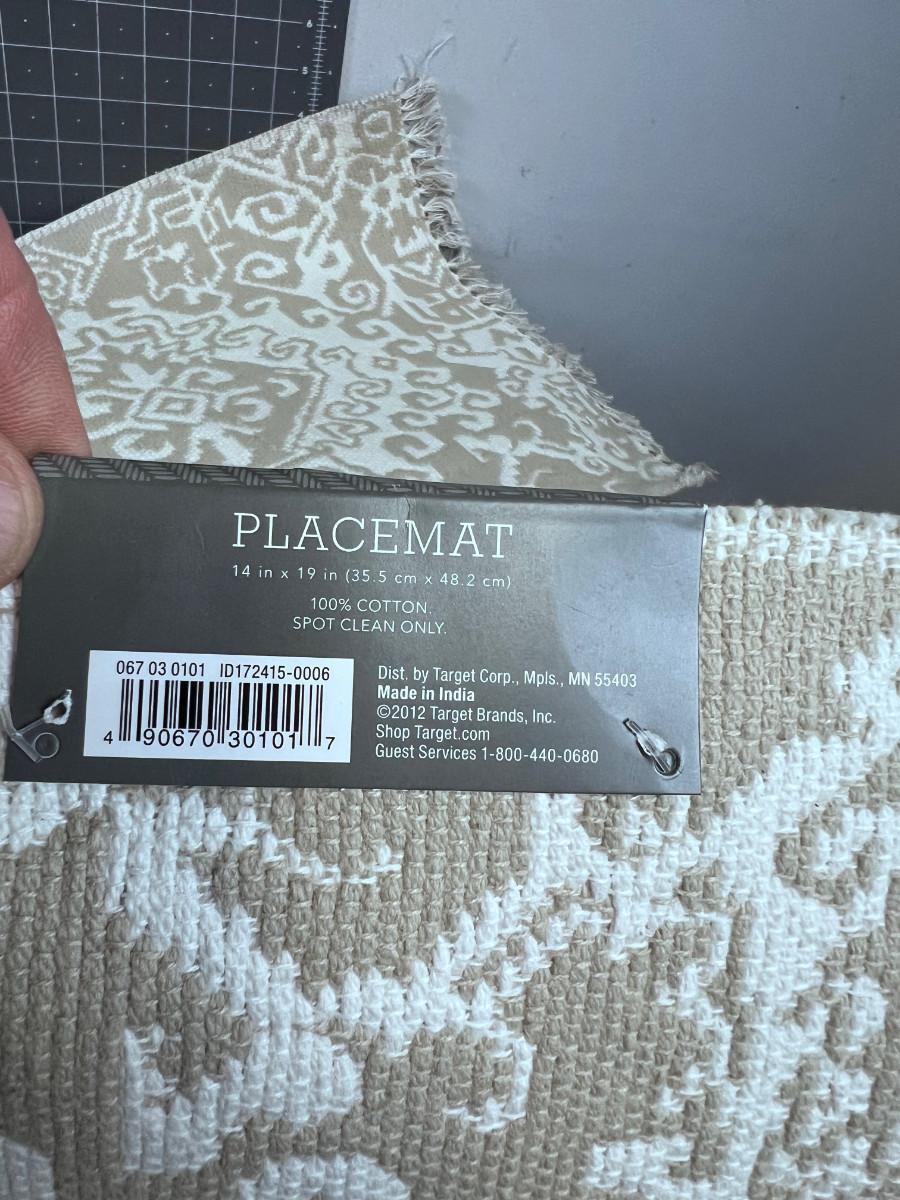 6
5
PLACEMAT
14 in x 19 in (35.5 cm x 48.2 cm)
100% COTTON.
SPOT CLEAN ONLY.
067 03 0101 ID172415-0006
4 90670 30101 7
Dist. by Target Corp., Mpls., MN 55403
Made in India
©2012 Target Brands, Inc.
Shop Target.com
Guest Services 1-800-440-0680